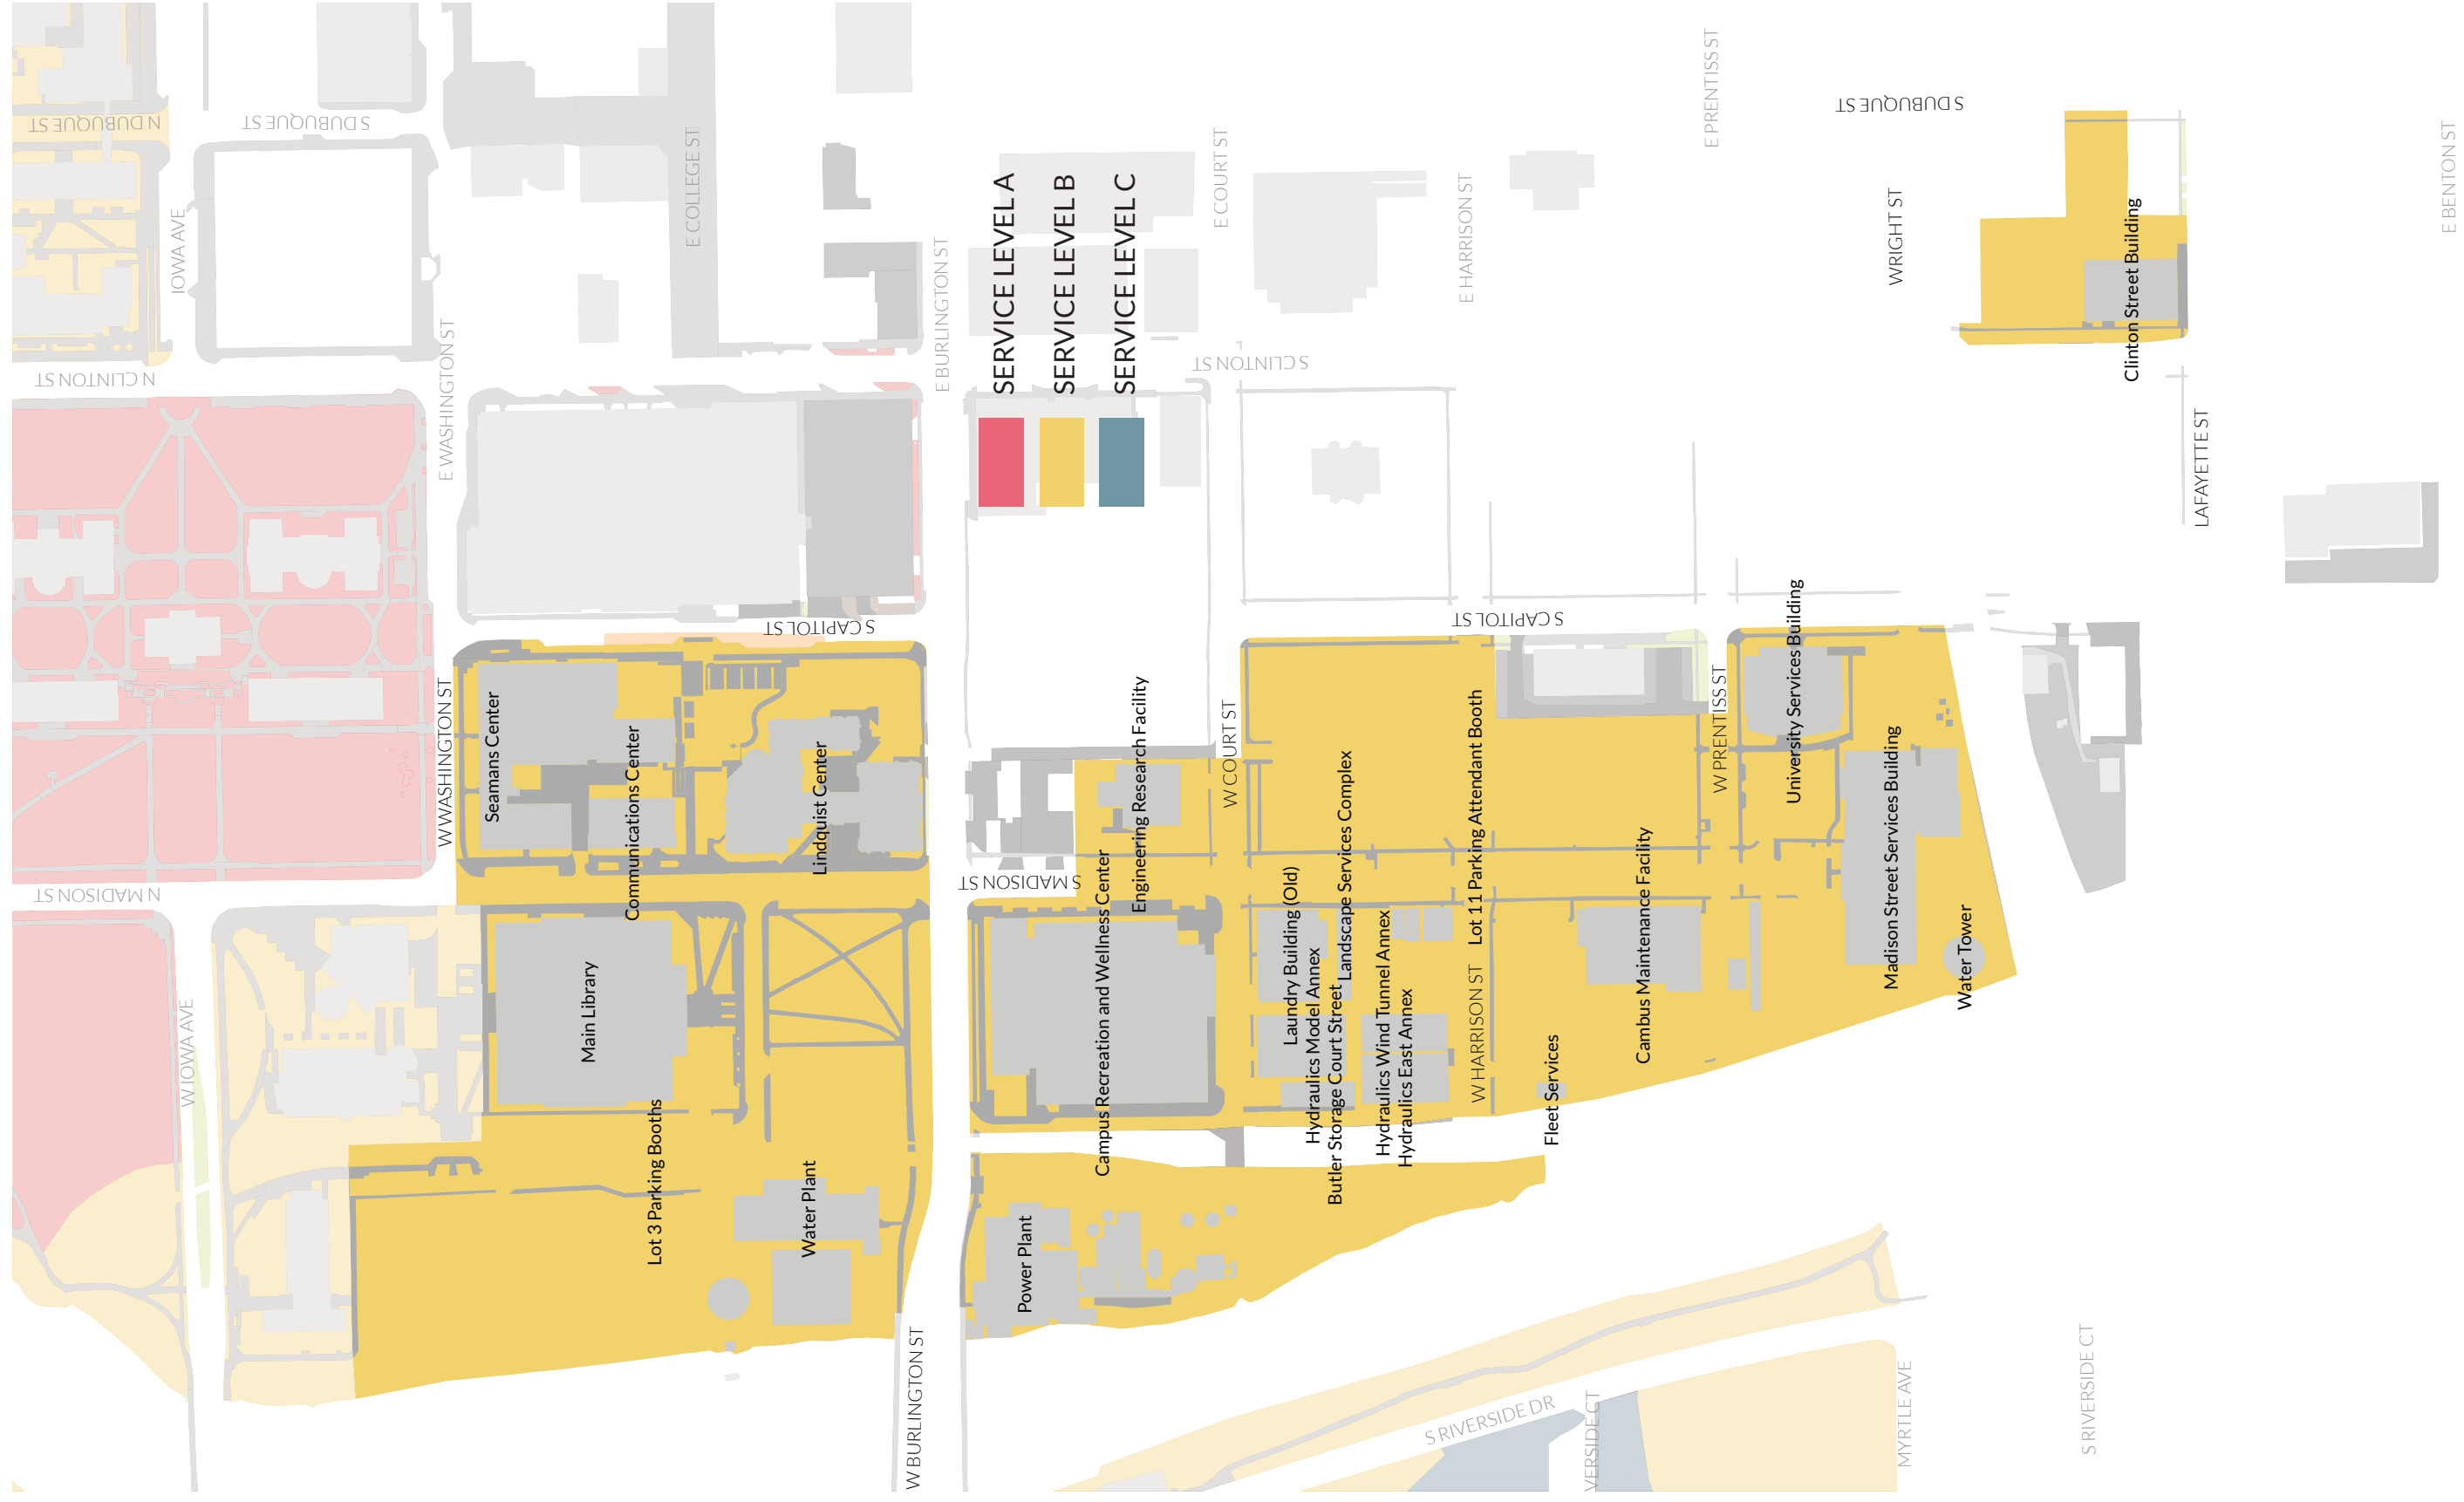 N DUBUQUE ST
S DUBUQUE ST
S DUBUQUE ST
IOWA AVE
E COLLEGE ST
E COURT ST
E HARRISON ST
E PRENTISS ST
WRIGHT ST
E BENTON ST
E WASHINGTON ST
E BURLINGTON ST
N CLINTON ST
S CLINTON ST
SERVICE LEVEL A
SERVICE LEVEL B
SERVICE LEVEL C
Clinton Street Building
LAFAYETTE ST
S CAPITOL ST
S CAPITOL ST
W WASHINGTON ST
Seamans Center
Communications Center
Lindquist Center
Engineering Research Facility
W COURT ST
W PRENTISS ST
University Services Building
Madison Street Services Building
N MADISON ST
S MADISON ST
Campus Recreation and Wellness Center
Laundry Building (Old)
Landscape Services Complex
Hydraulics Model Annex
Butler Storage Court Street
Hydraulics Wind Tunnel Annex
Hydraulics East Annex
Lot 11 Parking Attendant Booth
W HARRISON ST
Cambus Maintenance Facility
Fleet Services
Water Tower
W IOWA AVE
Main Library
Lot 3 Parking Booths
Water Plant
Power Plant
W BURLINGTON ST
S RIVERSIDE DR
VERSIDE CT
MYRTLE AVE
S RIVERSIDE CT